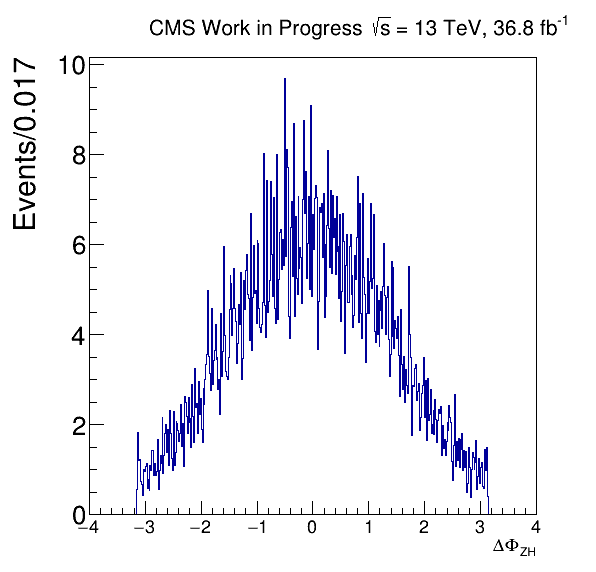 CMS Work in Progress √s = 13 TeV, 36.8 fb⁻¹
Events/0.017
10
8
6
4
2
0
−4 −3 −2 −1 0 1 2 3 4
ΔΦ_ZH